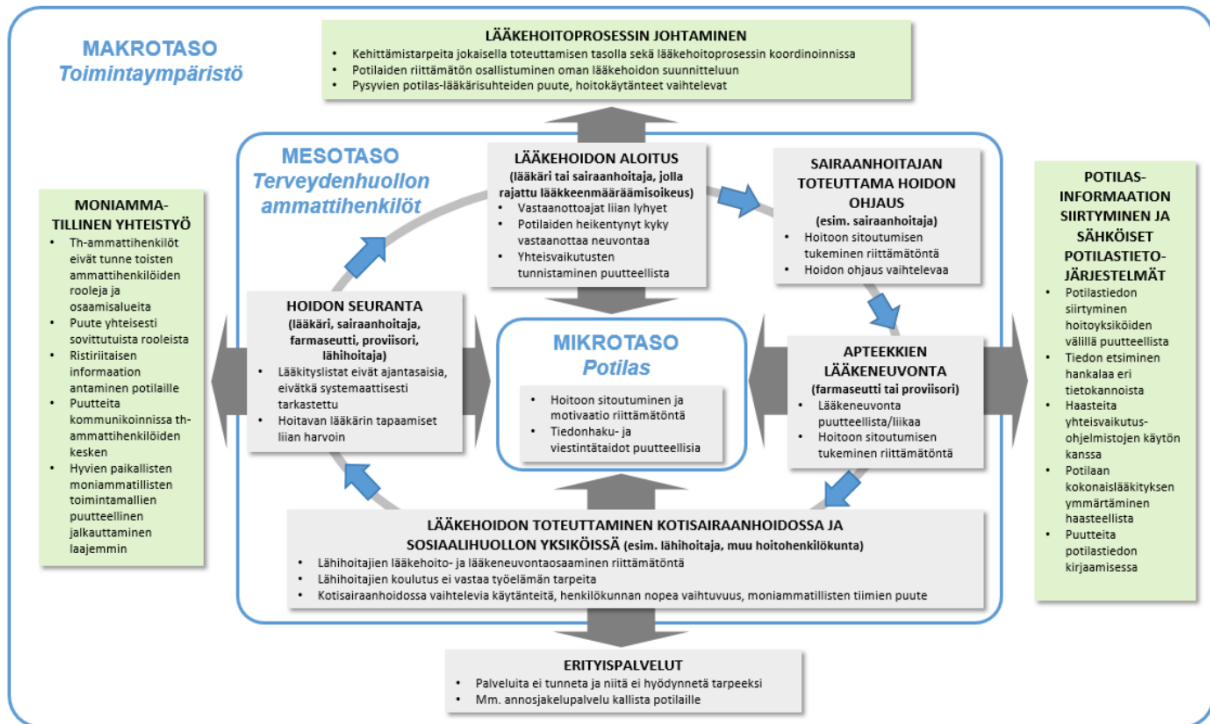 MAKROTASO
Toimintaympäristö
LÄÄKEHOITOPROSESSIN JOHTAMINEN
• Kehittämistarpeita jokaisella toteuttamisen tasolla sekä lääkehoitoprosessin koordinoinnissa
• Potilaiden riittämätön osallistuminen oman lääkehoidon suunnitteluun
• Pysyvien potilas-lääkärisuhteiden puute, hoitokäytänteet vaihtelevat
MESOTASO
Terveydenhuollon
ammattihenkilöt
LÄÄKEHOIDON ALOITUS
(lääkäri tai sairaanhoitaja, jolla
rajattu lääkkeenmääräämisoikeus)
• Vastaanottoajat liian lyhyet
• Potilaiden heikentynyt kyky
vastaanottaa neuvontaa
• Yhteisvaikutusten
tunnistaminen puutteellista
SAIRAANHOITAJAN
TOTEUTTAMA HOIDON
OHJAUS
(esim. sairaanhoitaja)
• Hoitoon sitoutumisen
tukeminen riittämätöntä
• Hoidon ohjaus vaihtelevaa
MONIAMMA-
TILLINEN YHTEISTYÖ
• Th-ammattihenkilöt
eivät tunne toisten
ammattihenkilöiden
rooleja ja
osaamisalueita
• Puute yhteisesti
sovittutuista rooleista
• Ristiriitaisen
informaation
antaminen potilaille
• Puutteita
kommunikoinnissa th-
ammattihenkilöiden
kesken
• Hyvien paikallisten
moniammatillisten
toimintamallien
puutteellinen
jalkauttaminen
laajemmin
HOIDON SEURANTA
(lääkäri, sairaanhoitaja,
farmaseutti, proviisori,
lähihoitaja)
• Lääkityslistat eivät ajantasaisia,
eivätkä systemaattisesti
tarkastettu
• Hoitavan lääkärin tapaamiset
liian harvoin
MIKROTASO
Potilas
• Hoitoon sitoutuminen ja
motivaatio riittämätöntä
• Tiedonhaku- ja
viestintätaidot puutteellisia
APTEEKKIEN
LÄÄKENEUVONTA
(farmaseutti tai proviisori)
• Lääkeneuvonta
puutteellista/liikaa
• Hoitoon sitoutumisen
tukeminen riittämätöntä
POTILAS-
INFORMAATION
SIIRTYMINEN JA
SÄHKÖISET
POTILASTIETO-
JÄRJESTELMÄT
• Potilastiedon
siirtyminen
hoitoyksiköiden
välillä puutteellista
• Tiedon etsiminen
hankalaa eri
tietokannoista
• Haasteita
yhteisvaikutus-
ohjelmistojen käytön
kanssa
• Potilaan
kokonaislääkityksen
ymmärtäminen
haasteellista
• Puutteita
potilastiedon
kirjaamisessa
LÄÄKEHOIDON TOTEUTTAMINEN KOTISAIRAANHOIDOSSA JA
SOSIAALIHUOLLON YKSIKÖISSÄ (esim. lähihoitaja, muu hoitohenkilökunta)
• Lähihoitajien lääkehoito- ja lääkeneuvontaosaaminen riittämätöntä
• Lähihoitajien koulutus ei vastaa työelämän tarpeita
• Kotisairaanhoidossa vaihtelevia käytänteitä, henkilökunnan nopea vaihtuvuus, moniammatillisten tiimien puute
ERITYISPALVELUT
• Palveluita ei tunneta ja niitä ei hyödynnetä tarpeeksi
• Mm. annosjakelupalvelu kallista potilaille